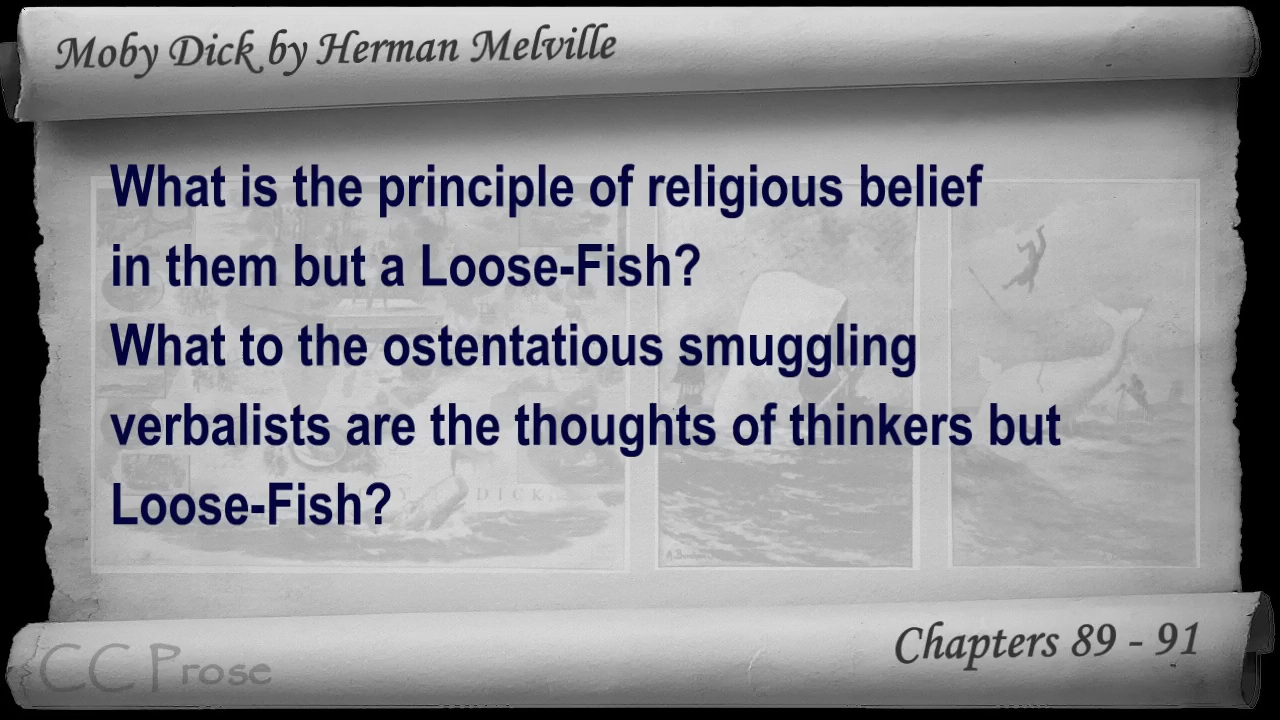 Moby Dick by Herman Melville
What is the principle of religious belief
in them but a Loose-Fish?
What to the ostentatious smuggling
verbalists are the thoughts of thinkers but
Loose-Fish?
DICK
Chapters 89 - 91
CC Prose